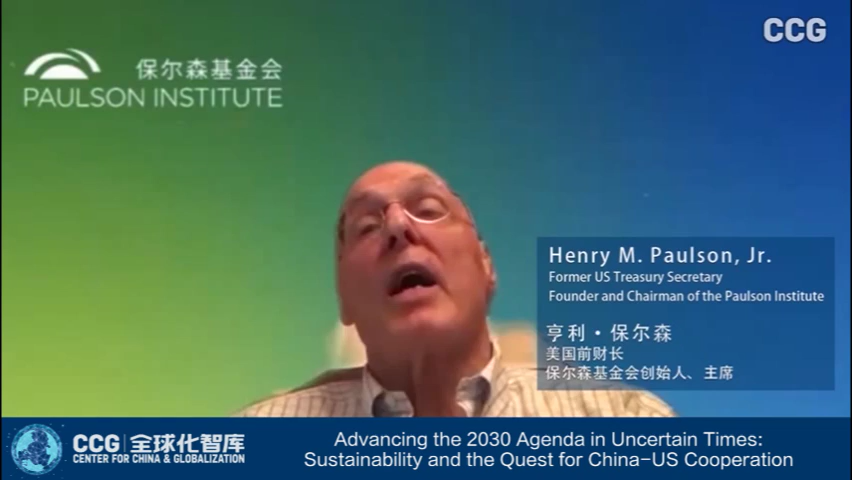 CCG
保尔森基金会
PAULSON INSTITUTE
Henry M. Paulson, Jr.
Former US Treasury Secretary
Founder and Chairman of the Paulson Institute
亨利·保尔森
美国前财长
保尔森基金会创始人、主席
CCG 全球化智库
CENTER FOR CHINA & GLOBALIZATION
Advancing the 2030 Agenda in Uncertain Times:
Sustainability and the Quest for China-US Cooperation